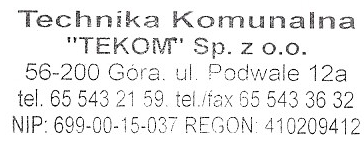 Technika Komunalna
"TEKOM" Sp. z o.o.
56-200 Góra. ul. Podwale 12a
tel. 65 543 21 59. tel./fax 65 543 36 32
NIP: 699-00-15-037 REGON: 410209412